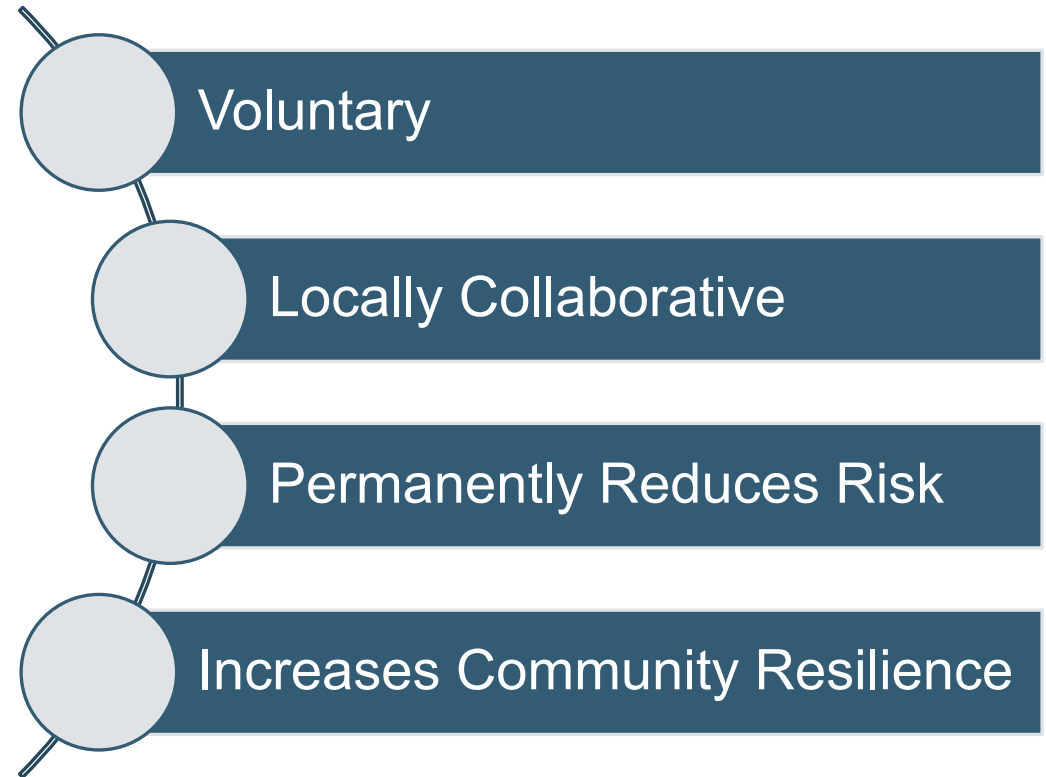 Voluntary
Locally Collaborative
Permanently Reduces Risk
Increases Community Resilience